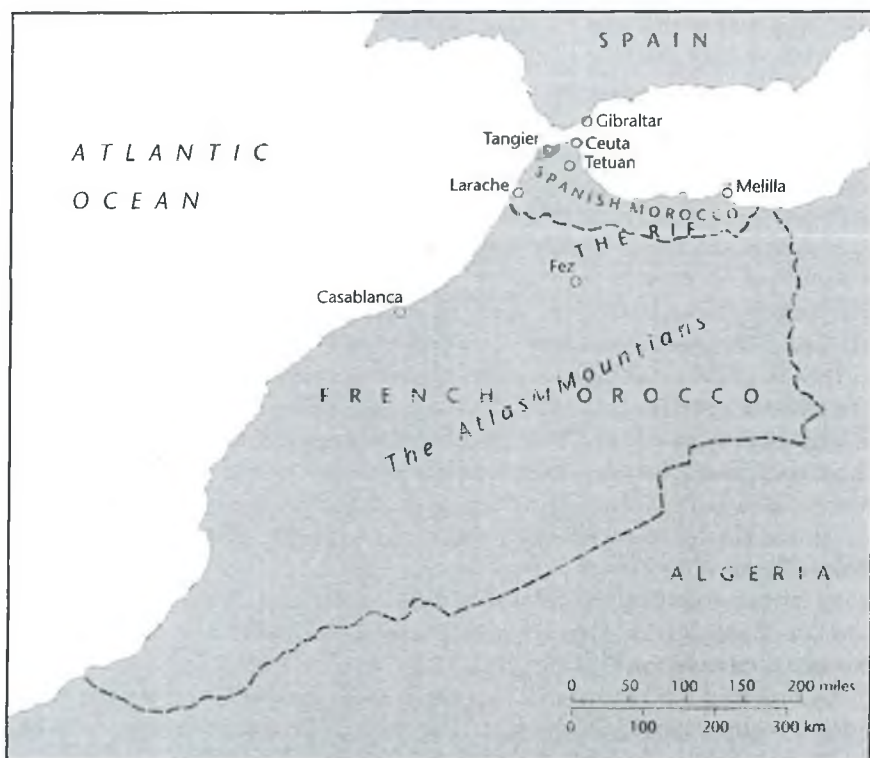 SPAIN
ATLANTIC
OCEAN
Gibraltar
Tangier
Ceuta
Tetuan
Larache
SPANISH MOROCCO
Melilla
THE RIF
Fez
Casablanca
The Atlas Mountians
FRENCH MOROCCO
ALGERIA
0 50 100 150 200 miles
0 100 200 300 km